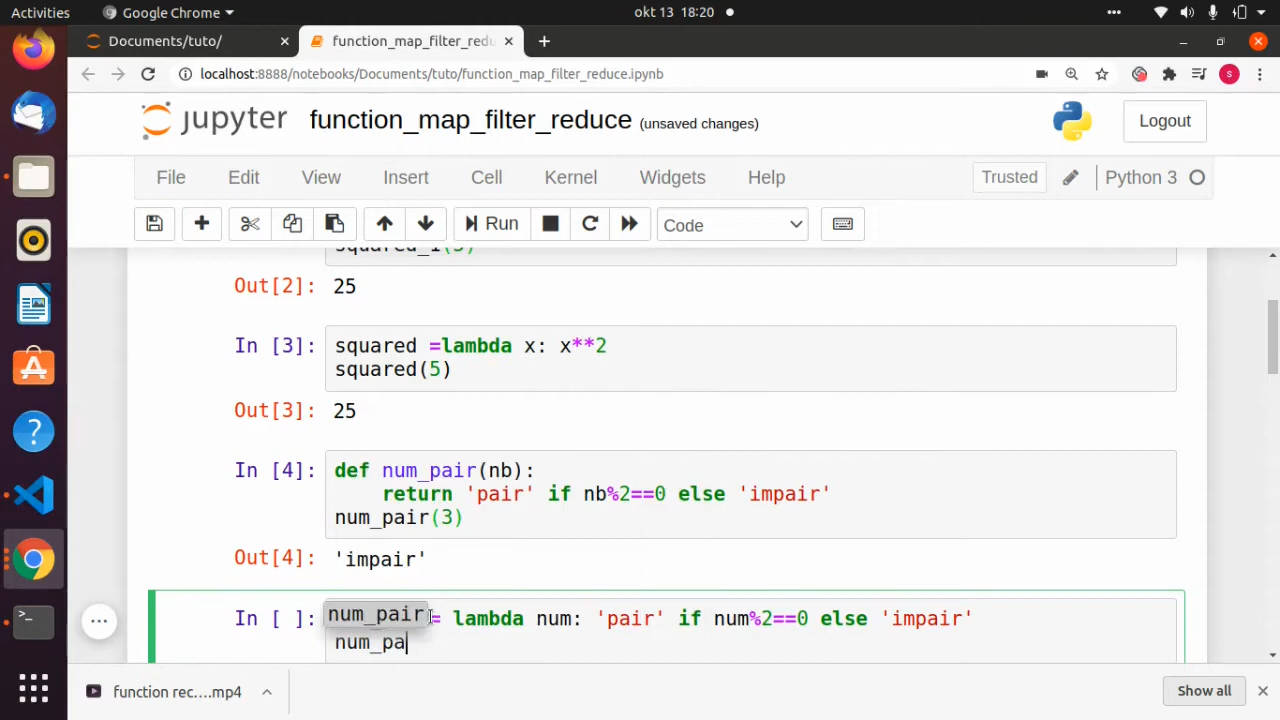 Activities
Google Chrome
okt 13 18:20
Documents/tuto/
function_map_filter_redu
localhost:8888/notebooks/Documents/tuto/function_map_filter_reduce.ipynb
S
jupyter function_map_filter_reduce (unsaved changes)
Logout
File Edit View Insert Cell Kernel Widgets Help
Trusted
Python 3
Run
Code
Out[2]: 25
In [3]: squared =lambda x: x**2
squared(5)
Out[3]: 25
In [4]: def num_pair(nb):
return 'pair' if nb%2==0 else 'impair'
num_pair(3)
Out[4]: 'impair'
In [ ]: num_pair = lambda num: 'pair' if num%2==0 else 'impair'
num_pa
function rec....mp4
Show all